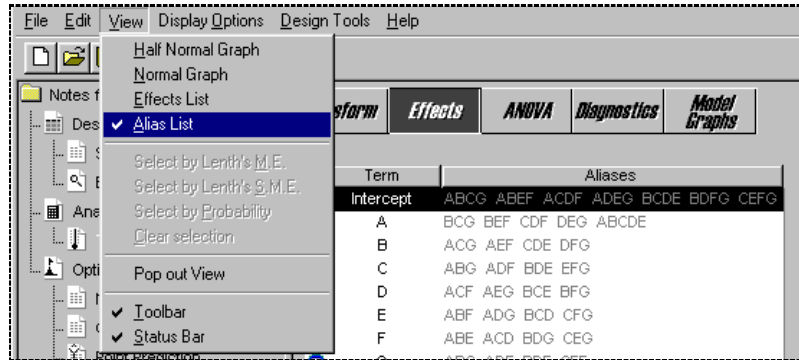 File Edit View Display Options Design Tools Help
Half Normal Graph
Normal Graph
Effects List
✔ Alias List
Select by Lenth's M.E.
Select by Lenth's S.M.E.
Select by Probability
Clear selection
Pop out View
✔ Toolbar
✔ Status Bar
Notes f
Des
S
E
Ana
Opti
Point Prediction
sform Effects ANOVA Diagnostics Model Graphs
Term Aliases
Intercept ABCG ABEF ACDF ADEG BCDE BDFG CEFG
A BCG BEF CDF DEG ABCDE
B ACG AEF CDE DFG
C ABG ADF BDE EFG
D ACF AEG BCE BFG
E ABF ADG BCD CFG
F ABE ACD BDG CEG